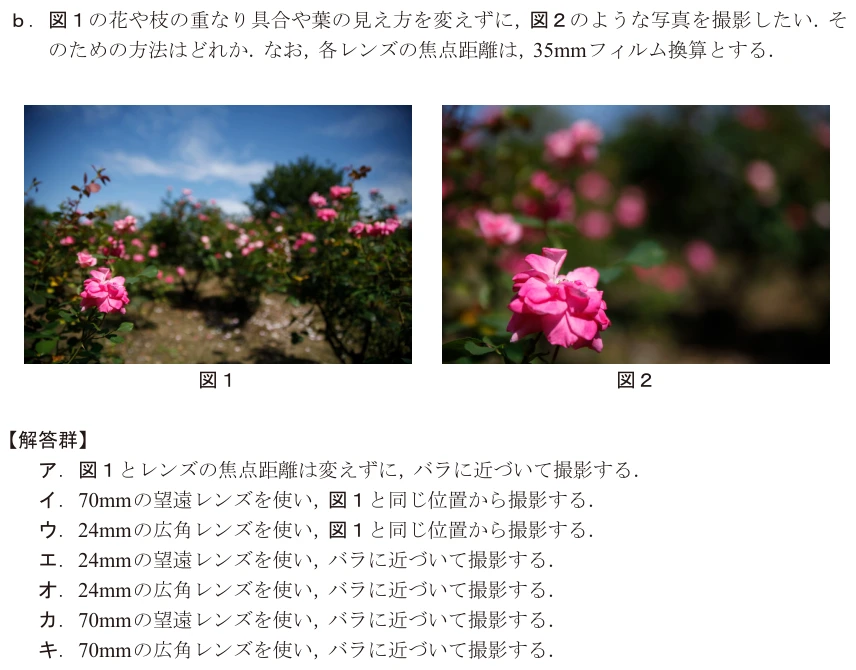 b．図1の花や枝の重なり具合や葉の見え方を変えずに，図2のような写真を撮影したい．そ
のための方法はどれか．なお，各レンズの焦点距離は，35mmフィルム換算とする．
図1
図2
【解答群】
ア．図1とレンズの焦点距離は変えずに，バラに近づいて撮影する．
イ．70mmの望遠レンズを使い，図1と同じ位置から撮影する．
ウ．24mmの広角レンズを使い，図1と同じ位置から撮影する．
エ．24mmの望遠レンズを使い，バラに近づいて撮影する．
オ．24mmの広角レンズを使い，バラに近づいて撮影する．
カ．70mmの望遠レンズを使い，バラに近づいて撮影する．
キ．70mmの広角レンズを使い，バラに近づいて撮影する．